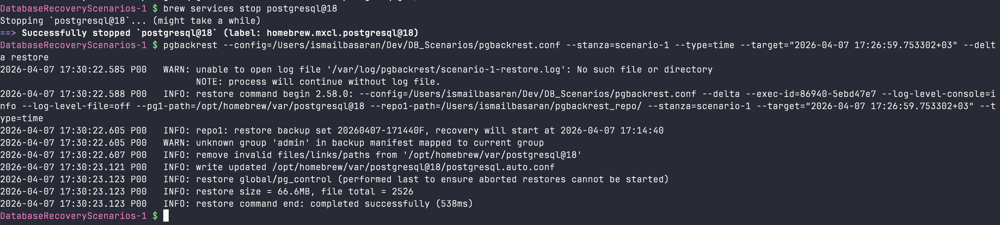 DatabaseRecoveryScenarios-1 $ brew services stop postgresql@18
Stopping `postgresql@18`... (might take a while)
==> Successfully stopped `postgresql@18` (label: homebrew.mxcl.postgresql@18)
DatabaseRecoveryScenarios-1 $ pgbackrest --config=/Users/ismailbasaran/Dev/DB_Scenarios/pgbackrest.conf --stanza=scenario-1 --type=time --target="2026-04-07 17:26:59.753302+03" --delt
a restore
2026-04-07 17:30:22.585 P00   WARN: unable to open log file '/var/log/pgbackrest/scenario-1-restore.log': No such file or directory
                                    NOTE: process will continue without log file.
2026-04-07 17:30:22.588 P00   INFO: restore command begin 2.58.0: --config=/Users/ismailbasaran/Dev/DB_Scenarios/pgbackrest.conf --delta --exec-id=86940-5ebd47e7 --log-level-console=i
nfo --log-level-file=off --pg1-path=/opt/homebrew/var/postgresql@18 --repo1-path=/Users/ismailbasaran/pgbackrest_repo/ --stanza=scenario-1 --target="2026-04-07 17:26:59.753302+03" --t
ype=time
2026-04-07 17:30:22.605 P00   INFO: repo1: restore backup set 20260407-171440F, recovery will start at 2026-04-07 17:14:40
2026-04-07 17:30:22.605 P00   WARN: unknown group 'admin' in backup manifest mapped to current group
2026-04-07 17:30:22.607 P00   INFO: remove invalid files/links/paths from '/opt/homebrew/var/postgresql@18'
2026-04-07 17:30:23.121 P00   INFO: write updated /opt/homebrew/var/postgresql@18/postgresql.auto.conf
2026-04-07 17:30:23.123 P00   INFO: restore global/pg_control (performed last to ensure aborted restores cannot be started)
2026-04-07 17:30:23.123 P00   INFO: restore size = 66.6MB, file total = 2526
2026-04-07 17:30:23.123 P00   INFO: restore command end: completed successfully (538ms)
DatabaseRecoveryScenarios-1 $